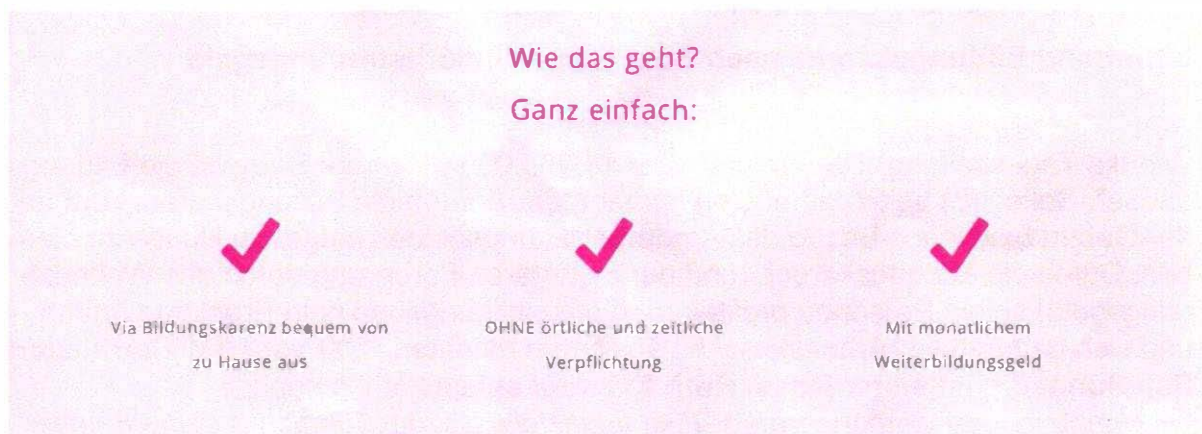 Wie das geht?
Ganz einfach:
Via Bildungskarenz bequem von
zu Hause aus
OHNE örtliche und zeitliche
Verpflichtung
Mit monatlichem
Weiterbildungsgeld